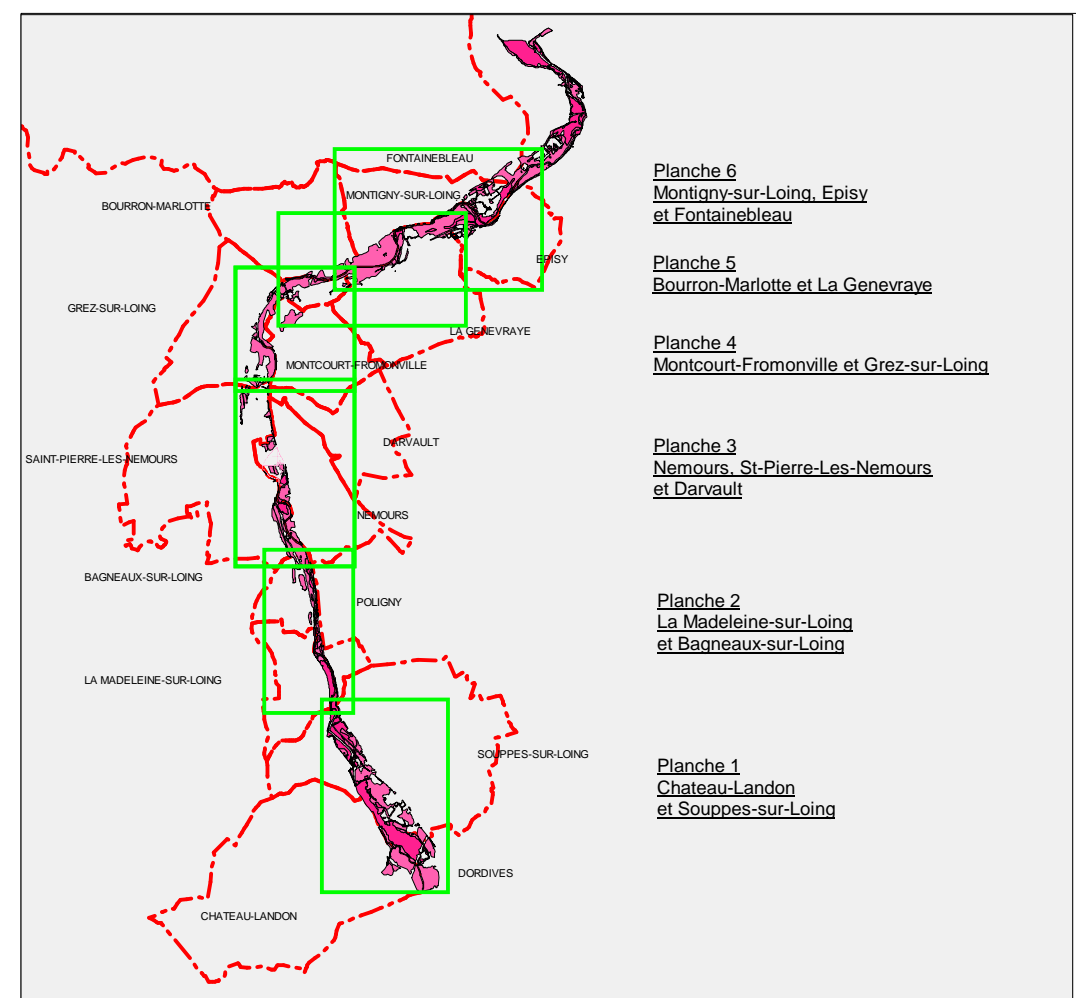 FONTAINEBLEAU
MONTIGNY-SUR-LOING
BOURRON-MARLOTTE
EPISY
GREZ-SUR-LOING
LA GENEVRAYE
MONTCOURT-FROMONVILLE
DARVAULT
SAINT-PIERRE-LES-NEMOURS
NEMOURS
BAGNEAUX-SUR-LOING
POLIGNY
LA MADELEINE-SUR-LOING
SOUPPES-SUR-LOING
DORDIVES
CHATEAU-LANDON
Planche 6
Montigny-sur-Loing, Episy
et Fontainebleau
Planche 5
Bourron-Marlotte et La Genevraye
Planche 4
Montcourt-Fromonville et Grez-sur-Loing
Planche 3
Nemours, St-Pierre-Les-Nemours
et Darvault
Planche 2
La Madeleine-sur-Loing
et Bagneaux-sur-Loing
Planche 1
Chateau-Landon
et Souppes-sur-Loing